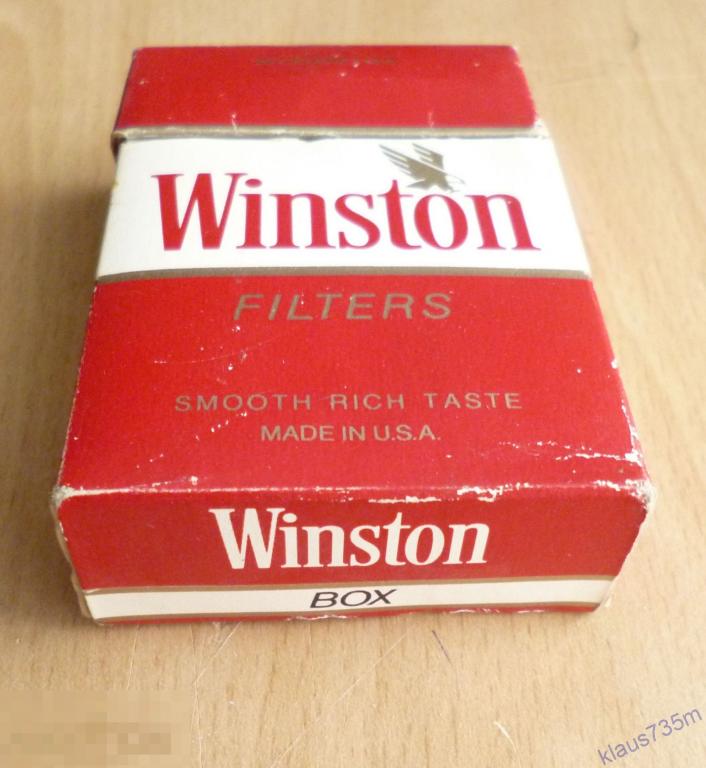 Winston
FILTERS
SMOOTH RICH TASTE
MADE IN U.S.A.
Winston
BOX
klaus735m